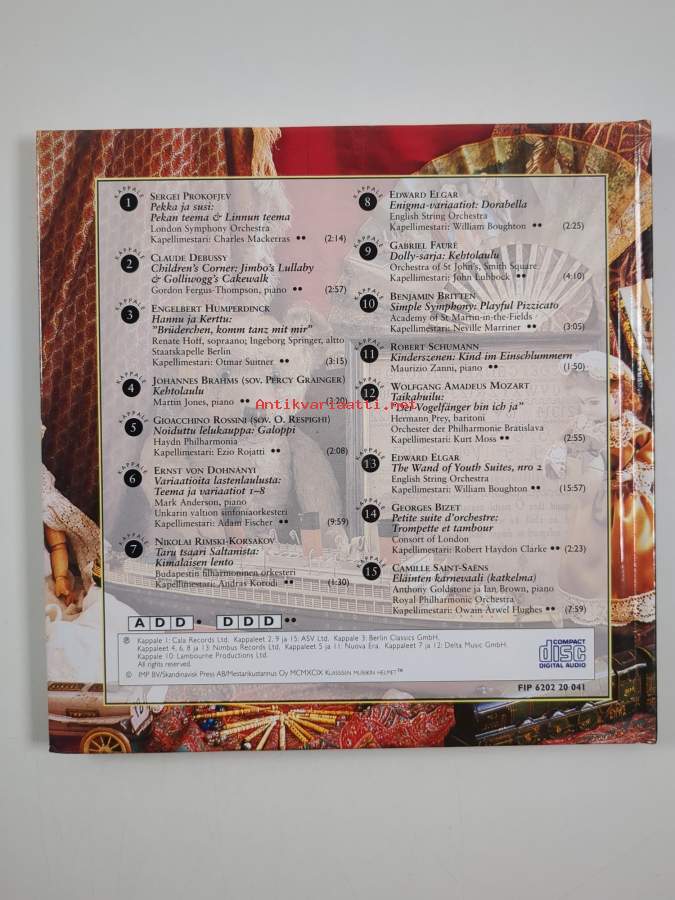 KAPPALE
1
SERGEI PROKOFJEV
Pekka ja susi:
Pekan teema & Linnun teema
London Symphony Orchestra
Kapellimestari: Charles Mackerras •• (2:14)
KAPPALE
2
CLAUDE DEBUSSY
Children's Corner: Jimbo's Lullaby
& Golliwogg's Cakewalk
Gordon Fergus-Thompson, piano •• (2:57)
KAPPALE
3
ENGELBERT HUMPERDINCK
Hannu ja Kerttu:
"Brüderchen, komm tanz mit mir"
Renate Hoff, sopraano; Ingeborg Springer, altto
Staatskapelle Berlin
Kapellimestari: Otmar Suitner • (3:15)
KAPPALE
4
JOHANNES BRAHMS (SOV. PERCY GRAINGER)
Kehtolaulu
Martin Jones, piano •• (3:20)
KAPPALE
5
GIOACCHINO ROSSINI (SOV. O. RESPIGHI)
Noiduttu lelukauppa: Galoppi
Haydn Philharmonia
Kapellimestari: Ezio Rojatti •• (2:08)
KAPPALE
6
ERNST VON DOHNÁNYI
Variaatioita lastenlaulusta:
Teema ja variaatiot 1–8
Mark Anderson, piano
Unkarin valtion sinfoniaorkesteri
Kapellimestari: Adam Fischer •• (9:59)
KAPPALE
7
NIKOLAI RIMSKI-KORSAKOV
Taru tsaari Saltanista:
Kimalaisen lento
Budapestin filharmoninen orkesteri
Kapellimestari: Andras Korodi •• (1:30)
KAPPALE
8
EDWARD ELGAR
Enigma-variaatiot: Dorabella
English String Orchestra
Kapellimestari: William Boughton •• (2:25)
KAPPALE
9
GABRIEL FAURÉ
Dolly-sarja: Kehtolaulu
Orchestra of St John's, Smith Square
Kapellimestari: John Lubbock •• (4:10)
KAPPALE
10
BENJAMIN BRITTEN
Simple Symphony: Playful Pizzicato
Academy of St Martin-in-the-Fields
Kapellimestari: Neville Marriner •• (3:05)
KAPPALE
11
ROBERT SCHUMANN
Kinderszenen: Kind im Einschlummern
Maurizio Zanni, piano •• (1:50)
KAPPALE
12
WOLFGANG AMADEUS MOZART
Taikahuilu:
"Der Vogelfänger bin ich ja"
Hermann Prey, baritoni
Orchester der Philharmonie Bratislava
Kapellimestari: Kurt Moss •• (2:55)
KAPPALE
13
EDWARD ELGAR
The Wand of Youth Suites, nro 2
English String Orchestra
Kapellimestari: William Boughton •• (15:57)
KAPPALE
14
GEORGES BIZET
Petite suite d'orchestre:
Trompette et tambour
Consort of London
Kapellimestari: Robert Haydon Clarke •• (2:23)
KAPPALE
15
CAMILLE SAINT-SAËNS
Eläinten karnevaali (katkelma)
Anthony Goldstone ja Ian Brown, piano
Royal Philharmonic Orchestra
Kapellimestari: Owain Arwel Hughes •• (7:59)
Antikvariaatti.net
A D D • D D D ••
℗ Kappale 1: Cala Records Ltd. Kappaleet 2, 9 ja 15: ASV Ltd. Kappale 3: Berlin Classics GmbH.
Kappaleet 4, 6, 8 ja 13: Nimbus Records Ltd. Kappaleet 5 ja 11: Nuova Era. Kappaleet 7 ja 12: Delta Music GmbH.
Kappale 10: Lambourne Productions Ltd.
All rights reserved.
© IMP BV/Skandinavisk Press AB/Mestarikustannus Oy MCMXCIX KLASSISEN MUSIIKIN HELMET™
COMPACT
disc
DIGITAL AUDIO
FIP 6202 20 041